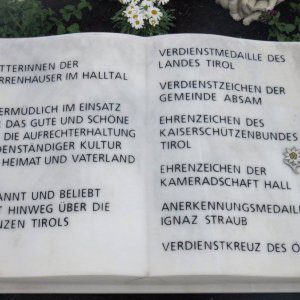 TTERINNEN DER
RRENHÄUSER IM HALLTAL
ERMÜDLICH IM EINSATZ
DAS GUTE UND SCHÖNE
DIE AUFRECHTERHALTUNG
DENSTÄNDIGER KULTUR
HEIMAT UND VATERLAND
ANNT UND BELIEBT
T HINWEG ÜBER DIE
NZEN TIROLS
VERDIENSTMEDAILLE DES
LANDES TIROL
VERDIENSTZEICHEN DER
GEMEINDE ABSAM
EHRENZEICHEN DES
KAISERSCHÜTZENBUNDES
TIROL
EHRENZEICHEN DER
KAMERADSCHAFT HALL
ANERKENNUNGSMEDAILL
IGNAZ STRAUB
VERDIENSTKREUZ DES Ö